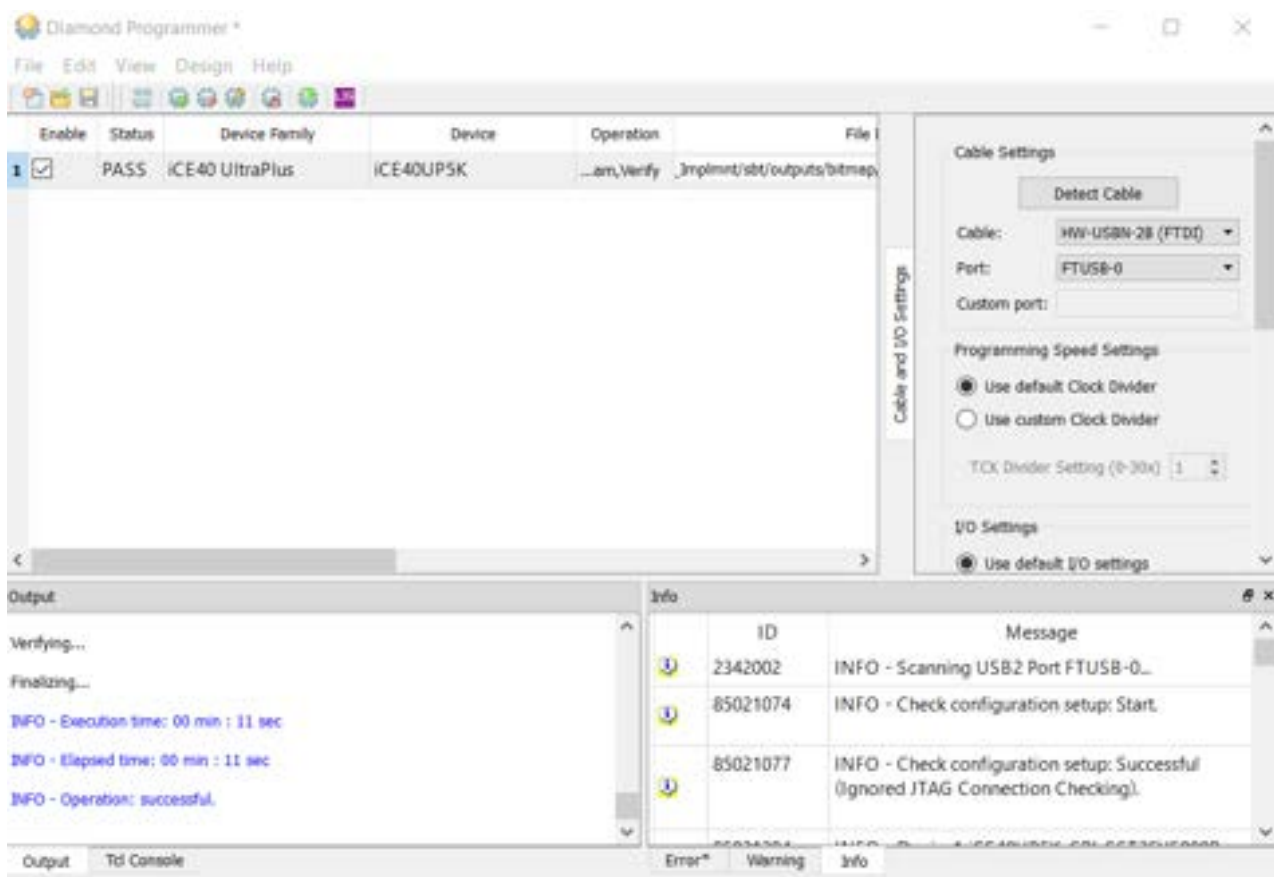 Diamond Programmer *
File Edit View Design Help
Enable Status Device Family Device Operation File
1 PASS iCE40 UltraPlus iCE40UP5K ...am,Verify _Implmnt/sbt/outputs/bitmap,
Cable and I/O Settings
Cable Settings
Detect Cable
Cable: HW-USBN-2B (FTDI)
Port: FTUSB-0
Custom port:
Programming Speed Settings
Use default Clock Divider
Use custom Clock Divider
TCK Divider Setting (0-30x) 1
I/O Settings
Use default I/O settings
Output
Verifying...
Finalizing...
INFO - Execution time: 00 min : 11 sec
INFO - Elapsed time: 00 min : 11 sec
INFO - Operation: successful.
Output Tcl Console
Info
ID Message
2342002 INFO - Scanning USB2 Port FTUSB-0...
85021074 INFO - Check configuration setup: Start.
85021077 INFO - Check configuration setup: Successful
(Ignored JTAG Connection Checking).
Error* Warning Info